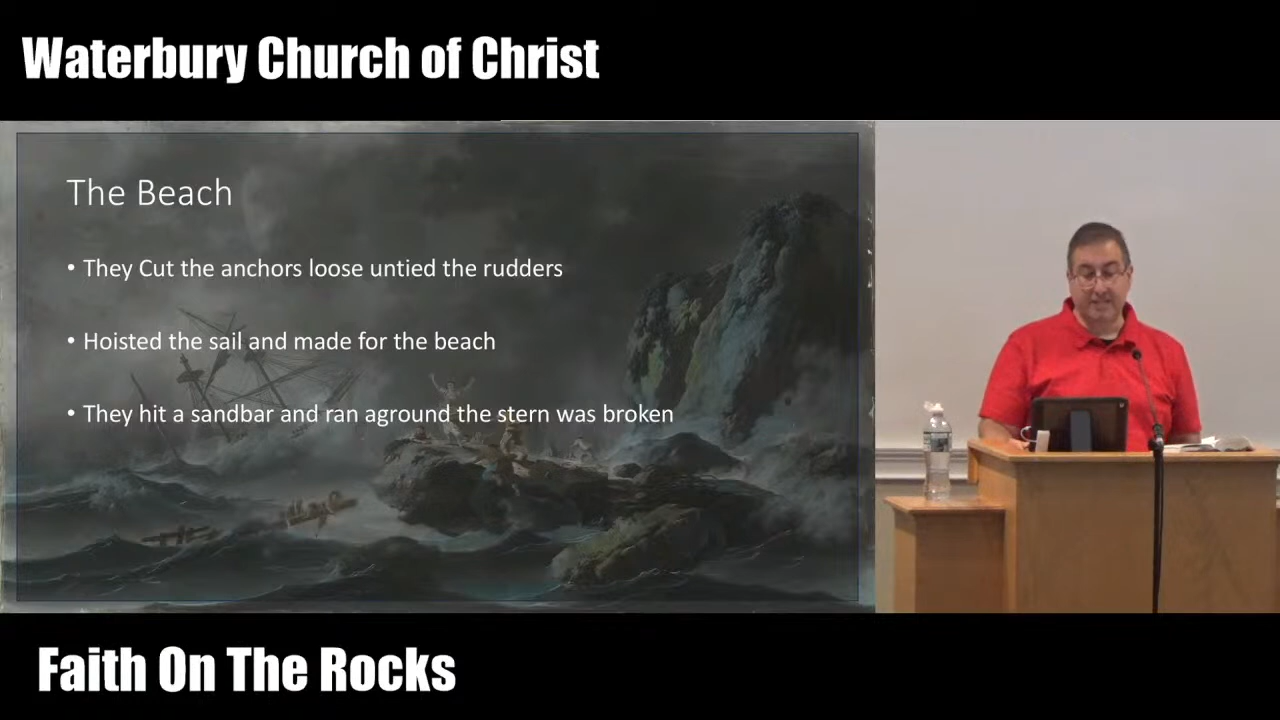 Waterbury Church of Christ
The Beach
• They Cut the anchors loose untied the rudders
• Hoisted the sail and made for the beach
• They hit a sandbar and ran aground the stern was broken
Faith On The Rocks